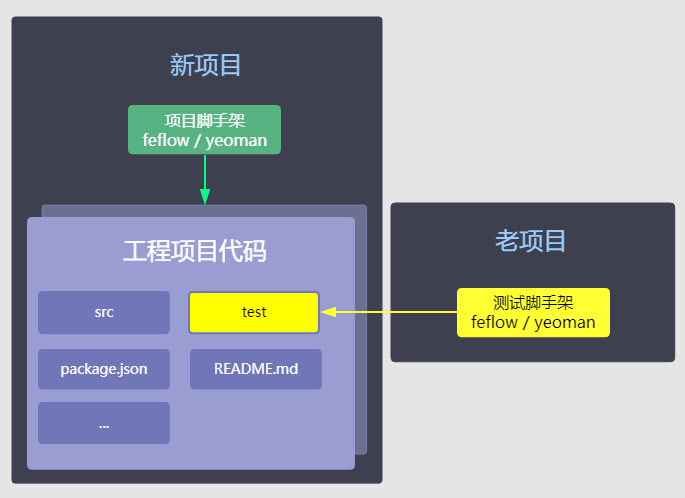 新项目
项目脚手架
feflow / yeoman
工程项目代码
src
test
package.json
README.md
...
老项目
测试脚手架
feflow / yeoman